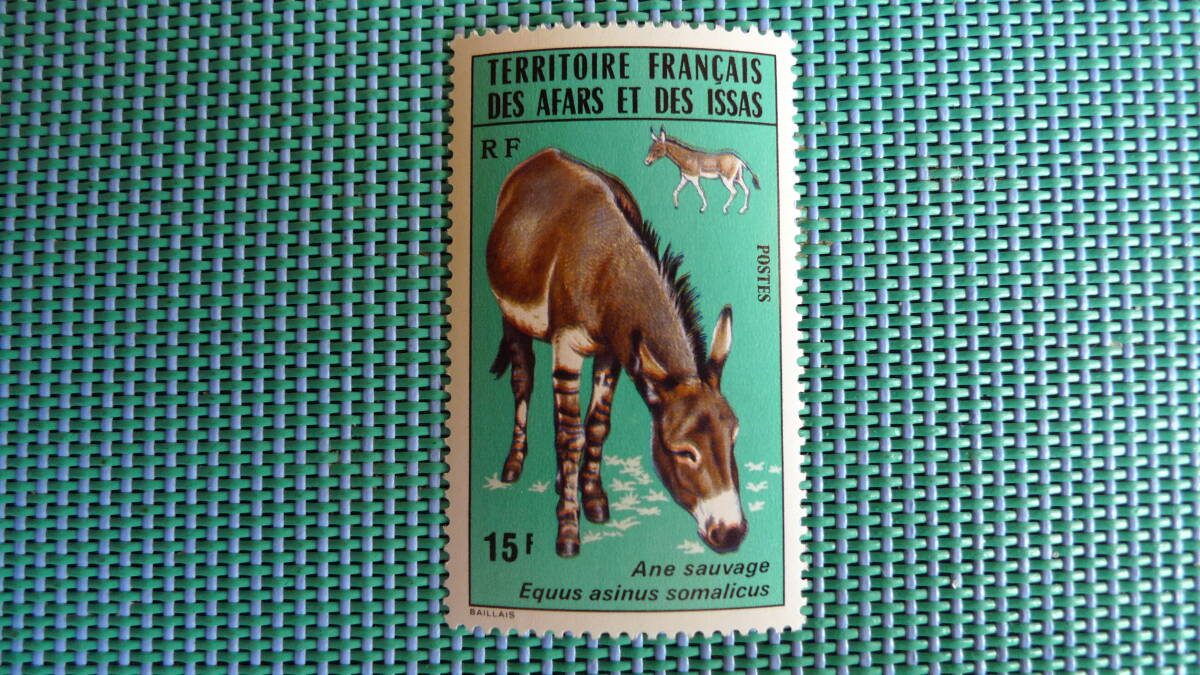 TERRITOIRE FRANÇAIS
DES AFARS ET DES ISSAS
RF
POSTES
15F
Ane sauvage
Equus asinus somalicus
BAILLAIS